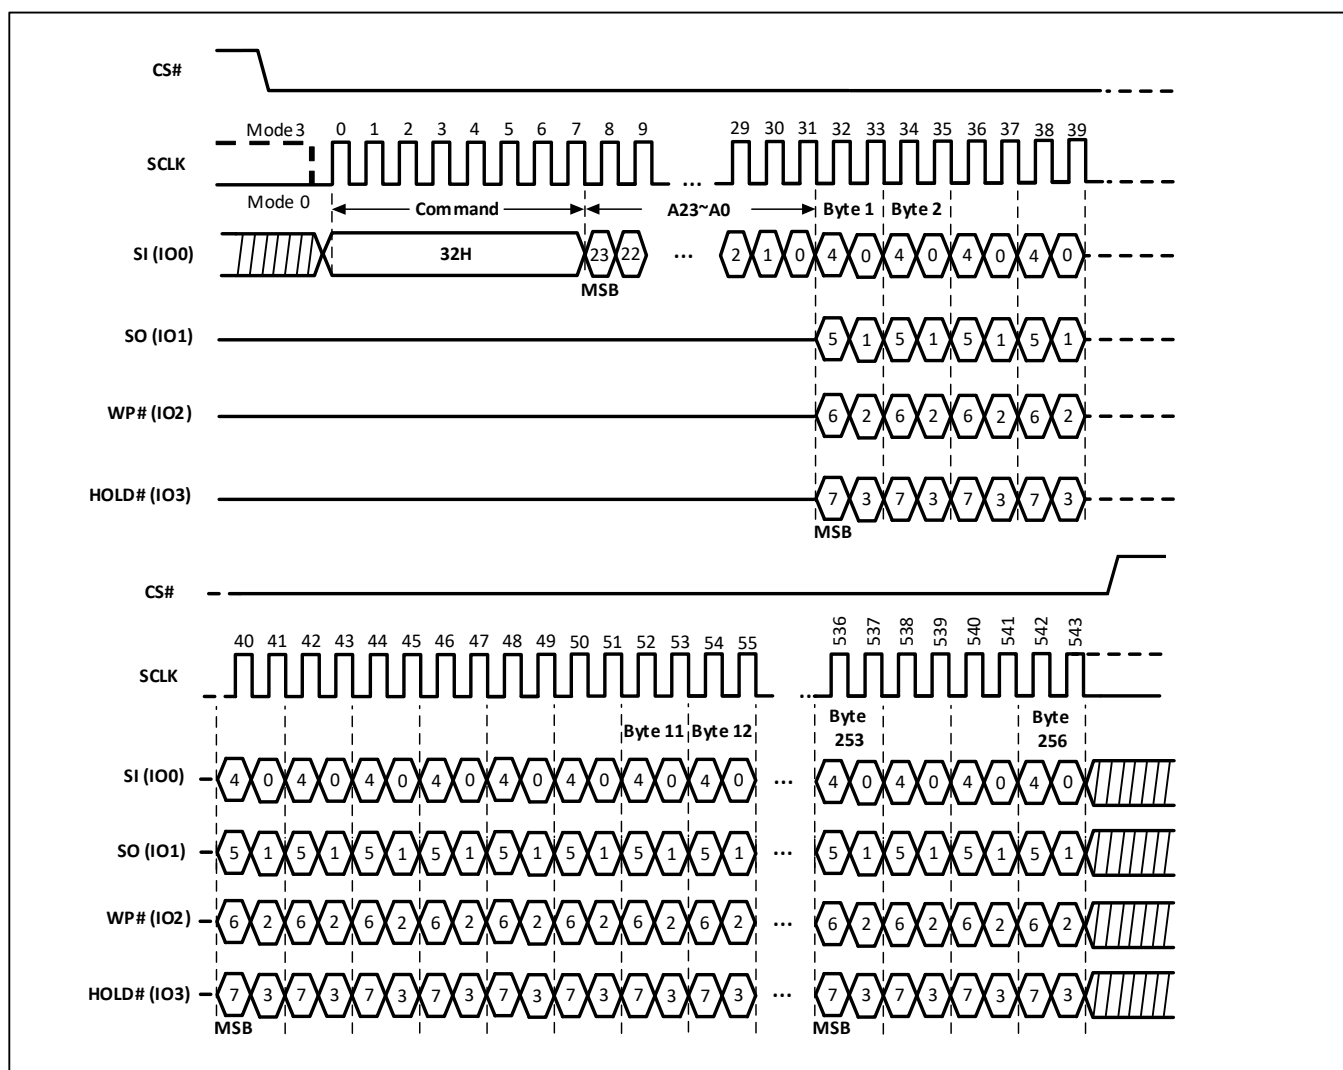 CS#
Mode 3 0 1 2 3 4 5 6 7 8 9 29 30 31 32 33 34 35 36 37 38 39
SCLK ...
Mode 0 Command A23~A0 Byte 1 Byte 2
SI (IO0) 32H 23 22 ... 2 1 0 4 0 4 0 4 0 4 0
MSB
SO (IO1) 5 1 5 1 5 1 5 1
WP# (IO2) 6 2 6 2 6 2 6 2
HOLD# (IO3) 7 3 7 3 7 3 7 3
MSB
CS#
40 41 42 43 44 45 46 47 48 49 50 51 52 53 54 55 536 537 538 539 540 541 542 543
SCLK ...
Byte 11 Byte 12 Byte 253 Byte 256
SI (IO0) 4 0 4 0 4 0 4 0 4 0 4 0 4 0 4 0 ... 4 0 4 0 4 0 4 0
SO (IO1) 5 1 5 1 5 1 5 1 5 1 5 1 5 1 5 1 ... 5 1 5 1 5 1 5 1
WP# (IO2) 6 2 6 2 6 2 6 2 6 2 6 2 6 2 6 2 ... 6 2 6 2 6 2 6 2
HOLD# (IO3) 7 3 7 3 7 3 7 3 7 3 7 3 7 3 7 3 ... 7 3 7 3 7 3 7 3
MSB MSB